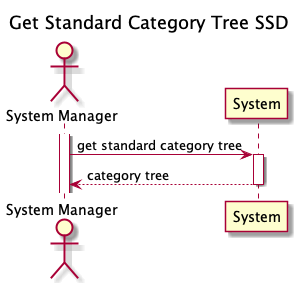 Get Standard Category Tree SSD
System Manager
System
get standard category tree
category tree
System Manager
System